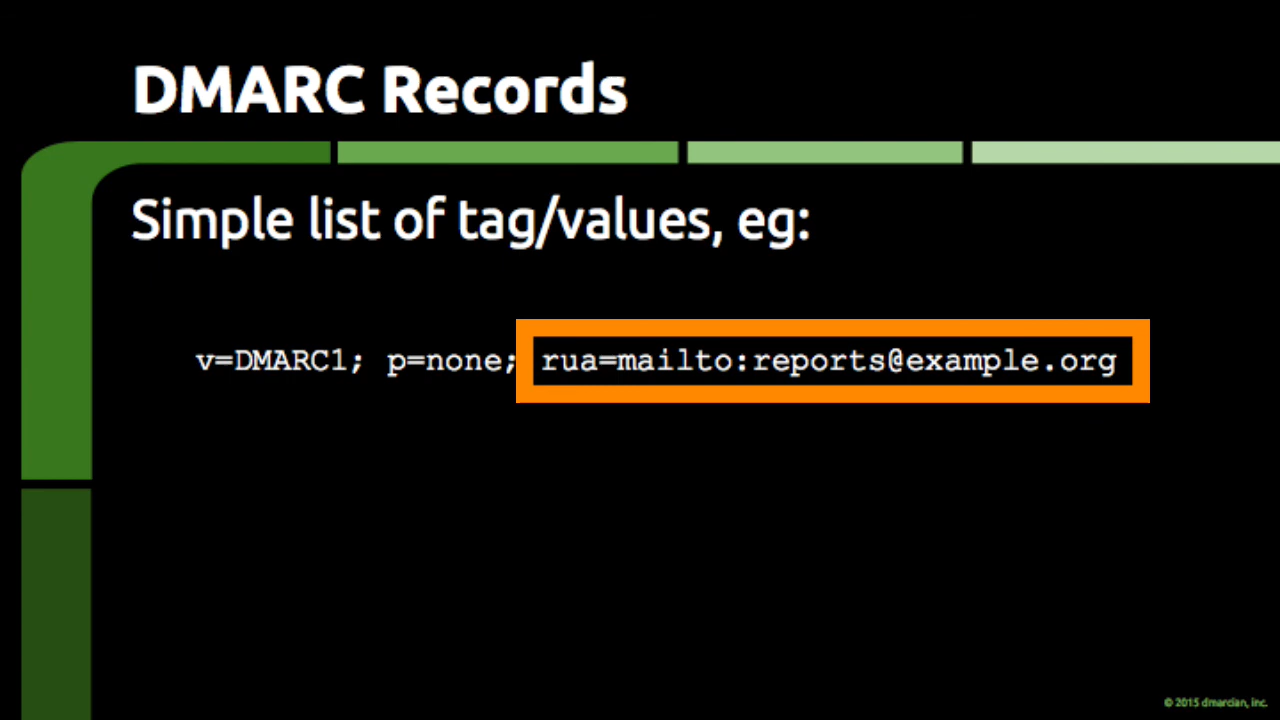 DMARC Records
Simple list of tag/values, eg:
v=DMARC1; p=none; rua=mailto:reports@example.org
© 2015 dmarcian, inc.